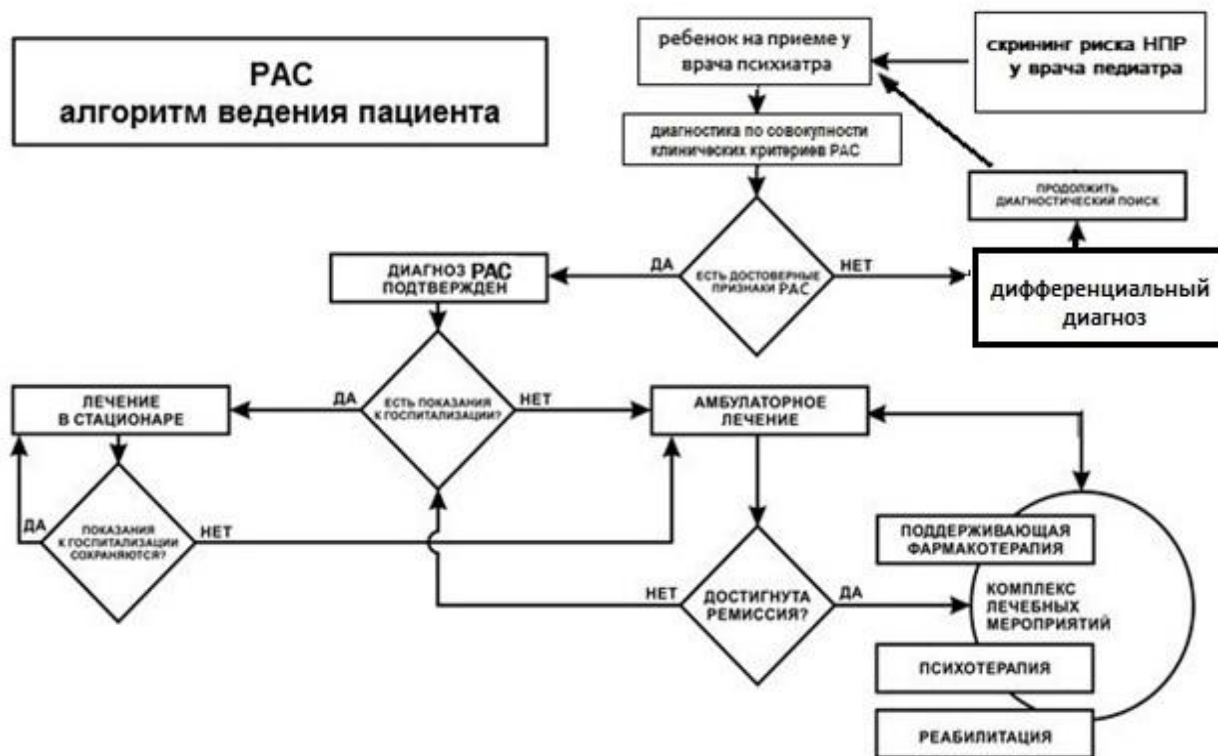 РАС
алгоритм ведения пациента
ребенок на приеме у
врача психиатра
скрининг риска НПР
у врача педиатра
диагностика по совокупности
клинических критериев РАС
ПРОДОЛЖИТЬ
ДИАГНОСТИЧЕСКИЙ ПОИСК
ДИАГНОЗ РАС
ПОДТВЕРЖДЕН
ДА
ЕСТЬ ДОСТОВЕРНЫЕ
ПРИЗНАКИ РАС
НЕТ
дифференциальный
диагноз
ЛЕЧЕНИЕ
В СТАЦИОНАРЕ
ДА
ЕСТЬ ПОКАЗАНИЯ
К ГОСПИТАЛИЗАЦИИ?
НЕТ
АМБУЛАТОРНОЕ
ЛЕЧЕНИЕ
ДА
ПОКАЗАНИЯ
К ГОСПИТАЛИЗАЦИИ
СОХРАНЯЮТСЯ?
НЕТ
НЕТ
ДОСТИГНУТА
РЕМИССИЯ?
ДА
ПОДДЕРЖИВАЮЩАЯ
ФАРМАКОТЕРАПИЯ
КОМПЛЕКС
ЛЕЧЕБНЫХ
МЕРОПРИЯТИЙ
ПСИХОТЕРАПИЯ
РЕАБИЛИТАЦИЯ